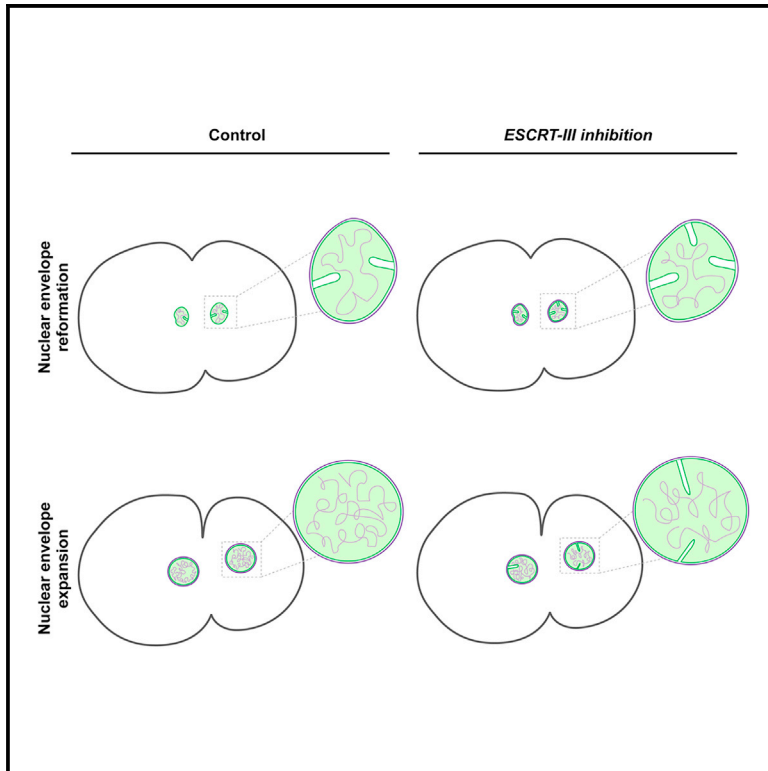 Control
ESCRT-III inhibition
Nuclear envelope
reformation
Nuclear envelope
expansion